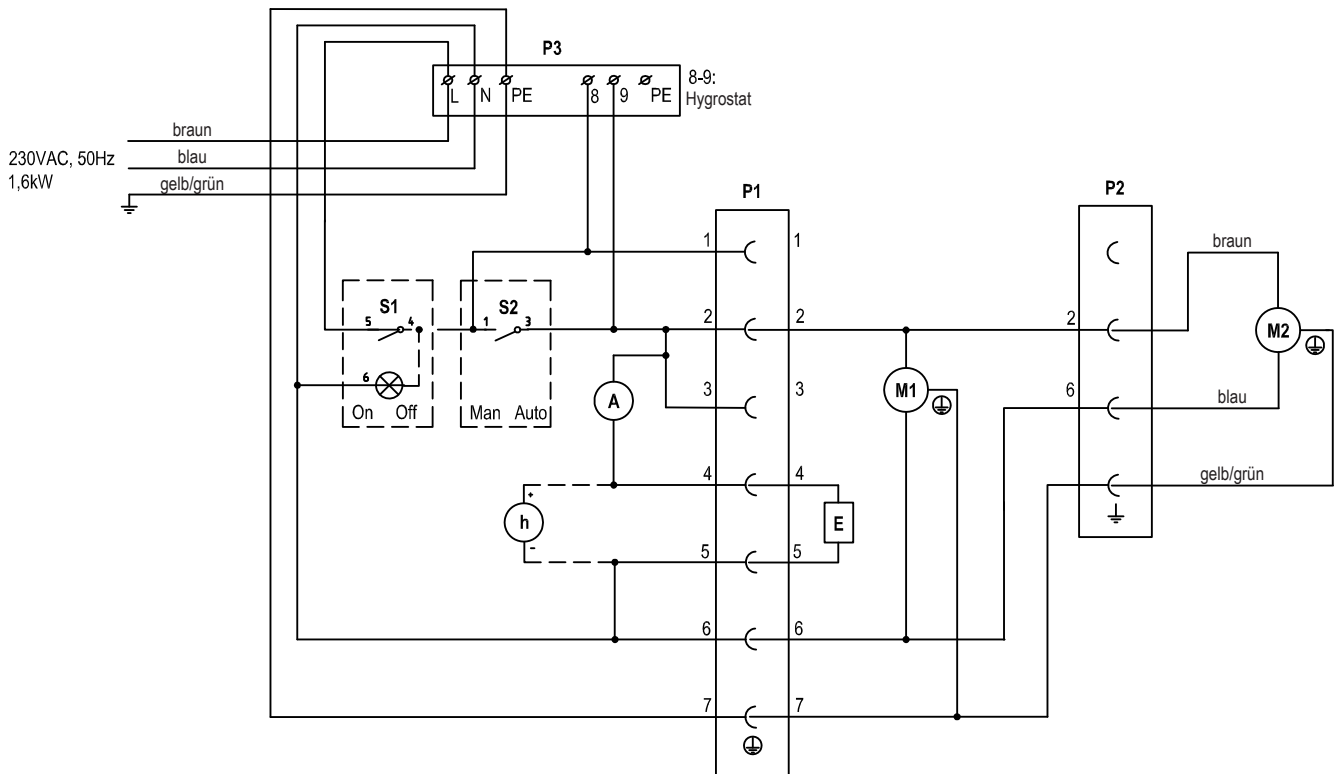 P3
L N PE 8 9 PE
8-9:
Hygrostat
braun
230VAC, 50Hz
1,6kW
blau
gelb/grün
P1
P2
1 1
braun
S1
S2
5 4
1 3
2 2
2
M2
6
On Off
Man Auto
A
3 3
M1
6
blau
4 4
gelb/grün
+
h
-
E
5 5
6 6
7 7